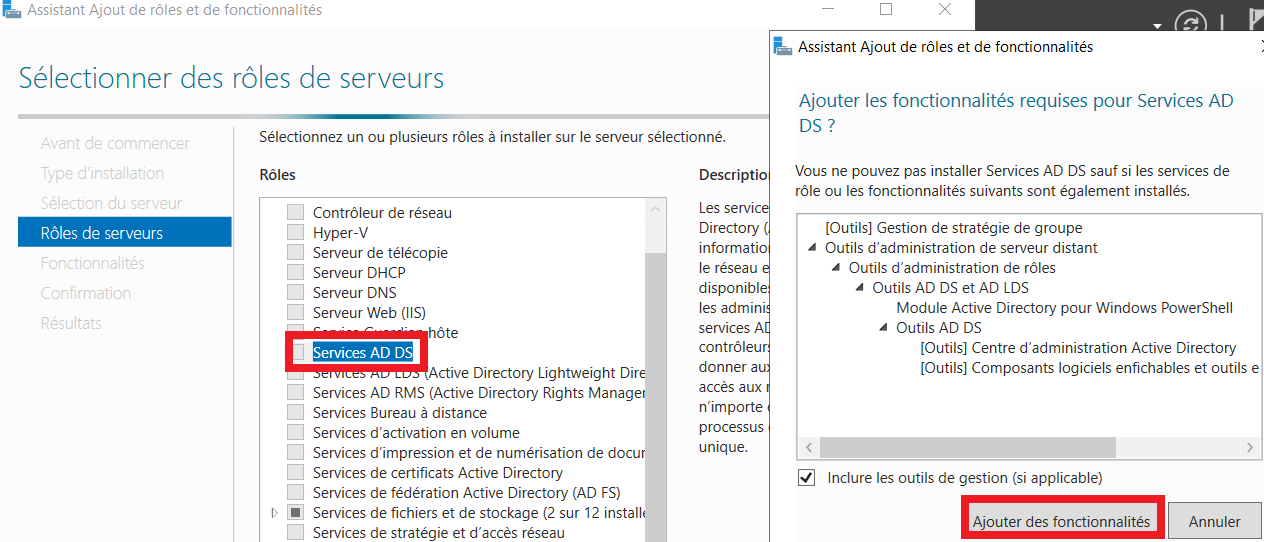 Assistant Ajout de rôles et de fonctionnalités
Sélectionner des rôles de serveurs
Avant de commencer
Type d'installation
Sélection du serveur
Rôles de serveurs
Fonctionnalités
Confirmation
Résultats
Sélectionnez un ou plusieurs rôles à installer sur le serveur sélectionné.
Rôles
Contrôleur de réseau
Hyper-V
Serveur de télécopie
Serveur DHCP
Serveur DNS
Serveur Web (IIS)
Service Guardian hôte
Services AD DS
Services AD LDS (Active Directory Lightweight Dire
Services AD RMS (Active Directory Rights Manager
Services Bureau à distance
Services d'activation en volume
Services d'impression et de numérisation de docur
Services de certificats Active Directory
Services de fédération Active Directory (AD FS)
Services de fichiers et de stockage (2 sur 12 installe
Services de stratégie et d'accès réseau
Description
Les service
Directory (
information
le réseau e
disponibles
les adminis
services AD
contrôleurs
donner aux
accès aux r
n'importe
processus
unique.
Assistant Ajout de rôles et de fonctionnalités
Ajouter les fonctionnalités requises pour Services AD
DS ?
Vous ne pouvez pas installer Services AD DS sauf si les services de
rôle ou les fonctionnalités suivants sont également installés.
[Outils] Gestion de stratégie de groupe
Outils d'administration de serveur distant
Outils d'administration de rôles
Outils AD DS et AD LDS
Module Active Directory pour Windows PowerShell
Outils AD DS
[Outils] Centre d'administration Active Directory
[Outils] Composants logiciels enfichables et outils e
Inclure les outils de gestion (si applicable)
Ajouter des fonctionnalités
Annuler